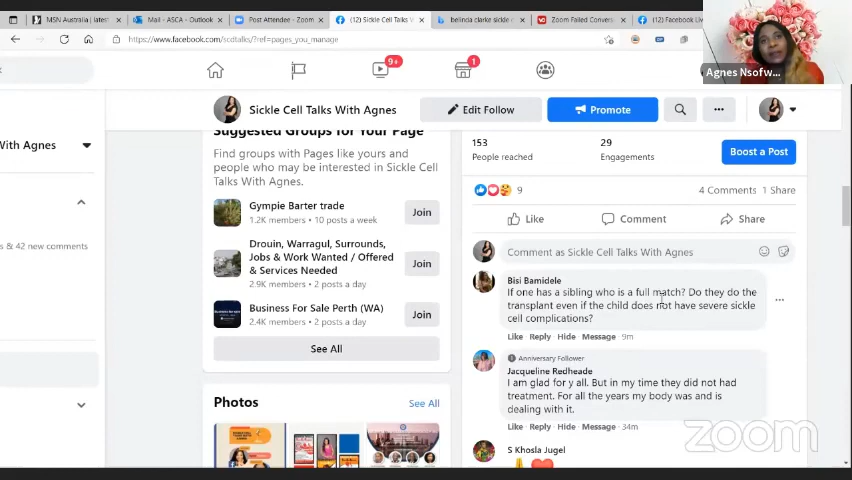 MSN Australia | latest
Mail - ASCA - Outlook
Post Attendee - Zoom
(12) Sickle Cell Talks W
belinda clarke sickle c
Zoom Failed Convers
(12) Facebook Liv
https://www.facebook.com/scdtalks/?ref=pages_you_manage
Agnes Nsofw...
9+
1
With Agnes
Sickle Cell Talks With Agnes
Edit Follow
Promote
Suggested Groups for Your Page
Find groups with Pages like yours and
people who may be interested in Sickle Cell
Talks With Agnes.
Gympie Barter trade
1.2K members • 10 posts a week
Join
Drouin, Warragul, Surrounds,
Jobs & Work Wanted / Offered
& Services Needed
2.9K members • 2 posts a day
Join
Business For Sale Perth (WA)
2.4K members • 2 posts a day
Join
See All
Photos
See All
s & 42 new comments
153
People reached
29
Engagements
Boost a Post
9
4 Comments 1 Share
Like
Comment
Share
Comment as Sickle Cell Talks With Agnes
Bisi Bamidele
If one has a sibling who is a full match? Do they do the
transplant even if the child does not have severe sickle
cell complications?
Like · Reply · Hide · Message · 9m
Anniversary Follower
Jacqueline Redheade
I am glad for y all. But in my time they did not had
treatment. For all the years my body was and is
dealing with it.
Like · Reply · Hide · Message · 34m
S Khosla Jugel
zoom